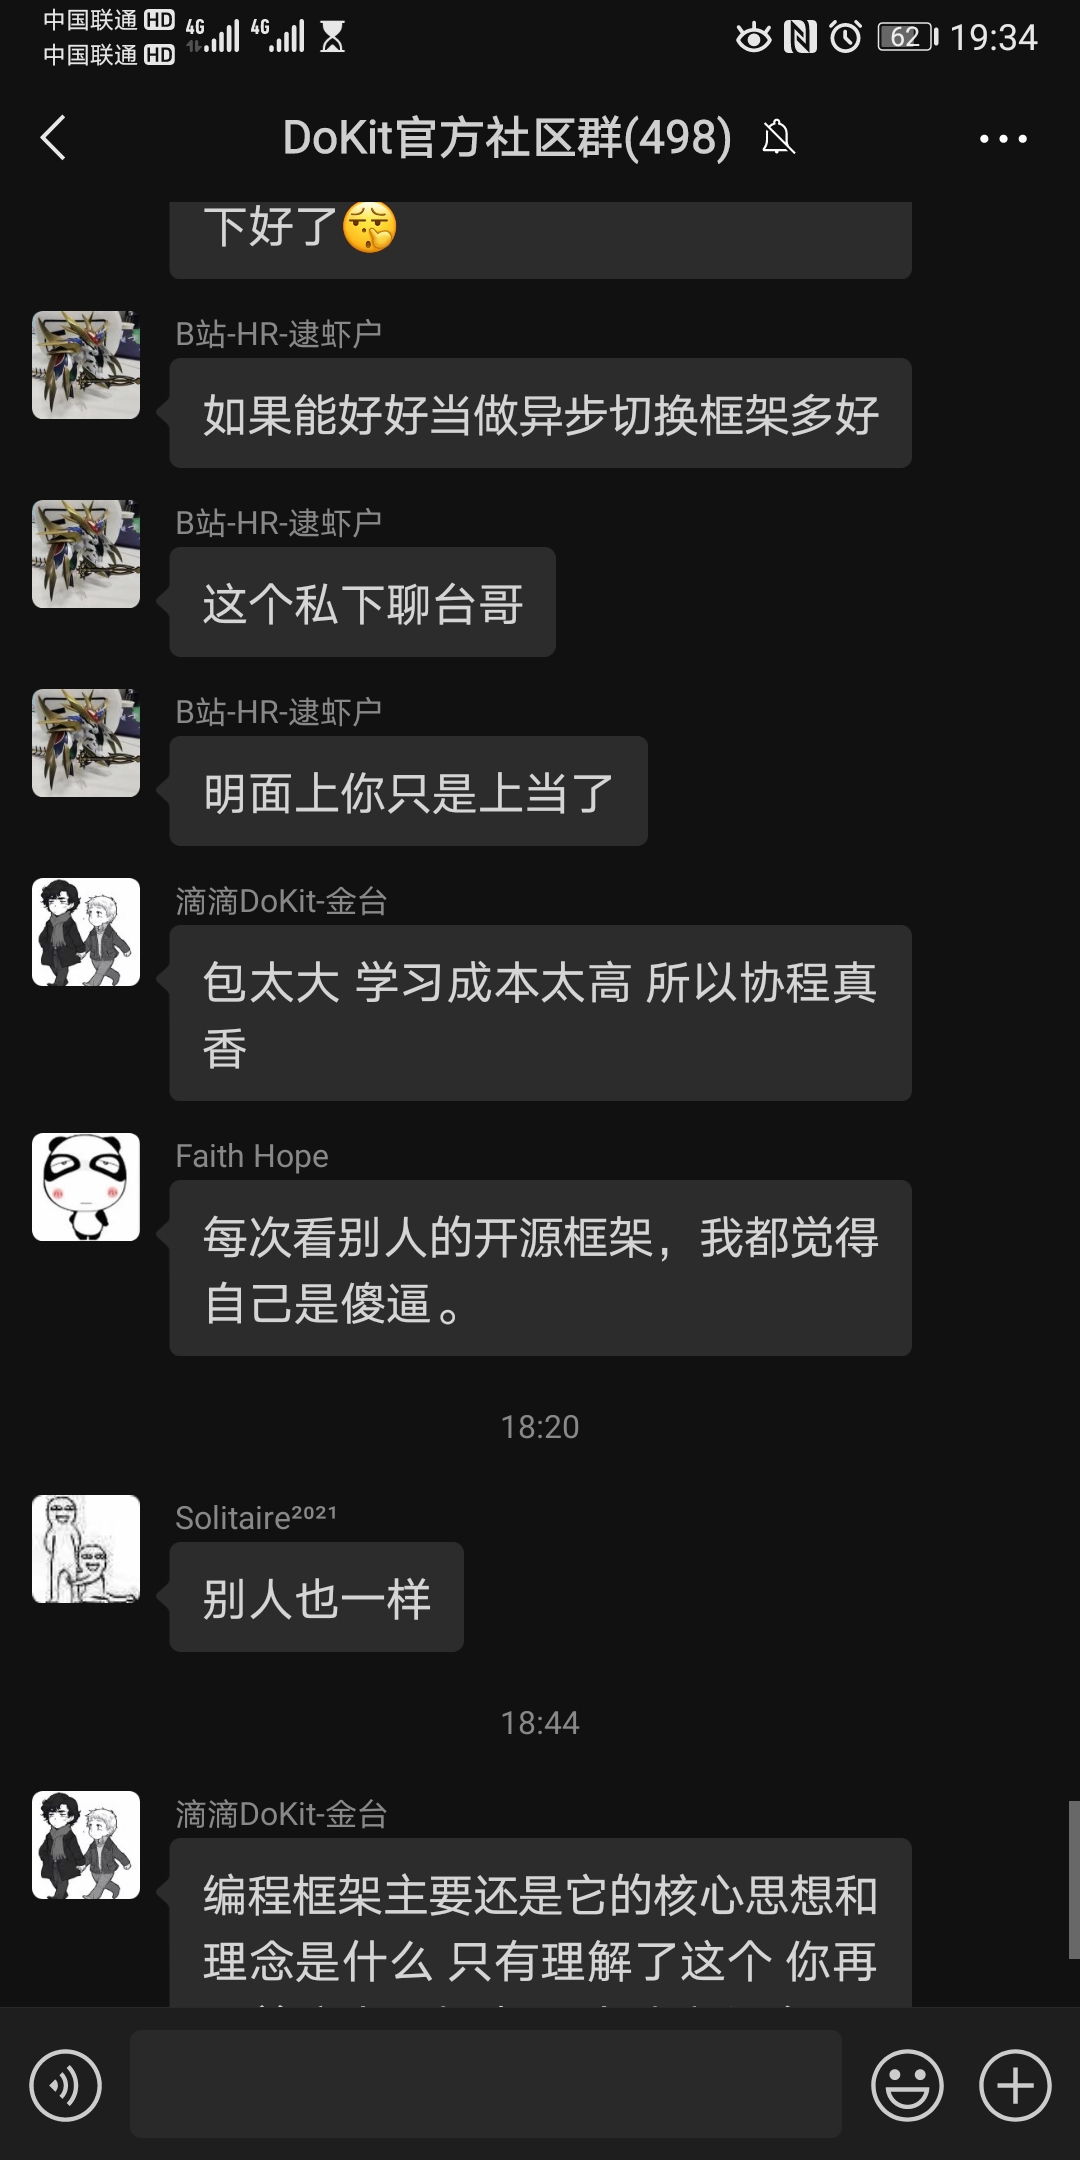 中国联通 HD 4G 4G 62 19:34
中国联通 HD
DoKit官方社区群(498)
下好了
B站-HR-逮虾户
如果能好好当做异步切换框架多好
B站-HR-逮虾户
这个私下聊台哥
B站-HR-逮虾户
明面上你只是上当了
滴滴DoKit-金台
包太大 学习成本太高 所以协程真
香
Faith Hope
每次看别人的开源框架，我都觉得
自己是傻逼。
18:20
Solitaire²⁰²¹
别人也一样
18:44
滴滴DoKit-金台
编程框架主要还是它的核心思想和
理念是什么 只有理解了这个 你再